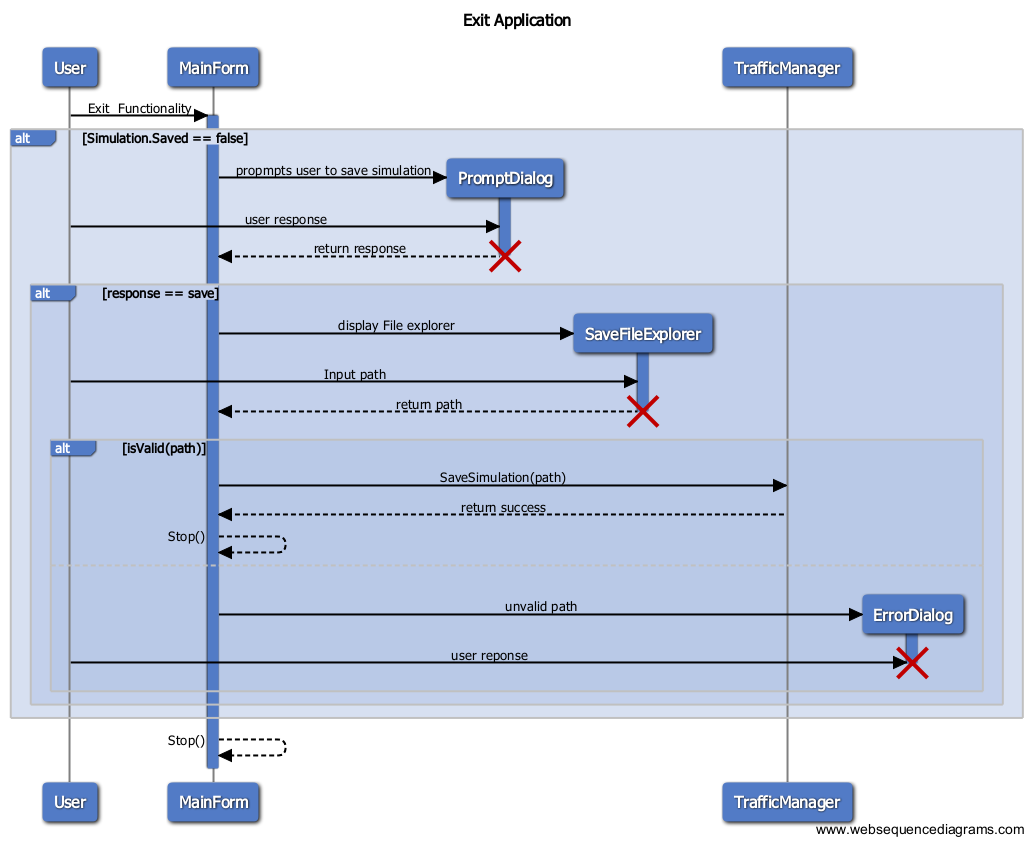 Exit Application
User
MainForm
TrafficManager
Exit  Functionality
alt
[Simulation.Saved == false]
propmpts user to save simulation
PromptDialog
user response
return response
alt
[response == save]
display File explorer
SaveFileExplorer
Input path
return path
alt
[isValid(path)]
SaveSimulation(path)
return success
Stop()
unvalid path
ErrorDialog
user reponse
Stop()
User
MainForm
TrafficManager
www.websequencediagrams.com